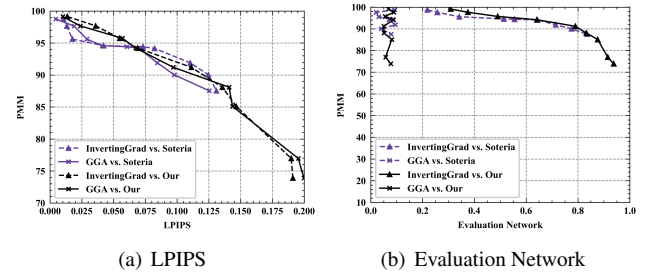 100
95
90
85
80
75
70
PMM
InvertingGrad vs. Soteria
GGA vs. Soteria
InvertingGrad vs. Our
GGA vs. Our
0.000 0.025 0.050 0.075 0.100 0.125 0.150 0.175 0.200
LPIPS
(a) LPIPS
100
90
80
70
60
50
40
30
20
10
PMM
InvertingGrad vs. Soteria
GGA vs. Soteria
InvertingGrad vs. Our
GGA vs. Our
0.0 0.2 0.4 0.6 0.8 1.0
Evaluation Network
(b) Evaluation Network